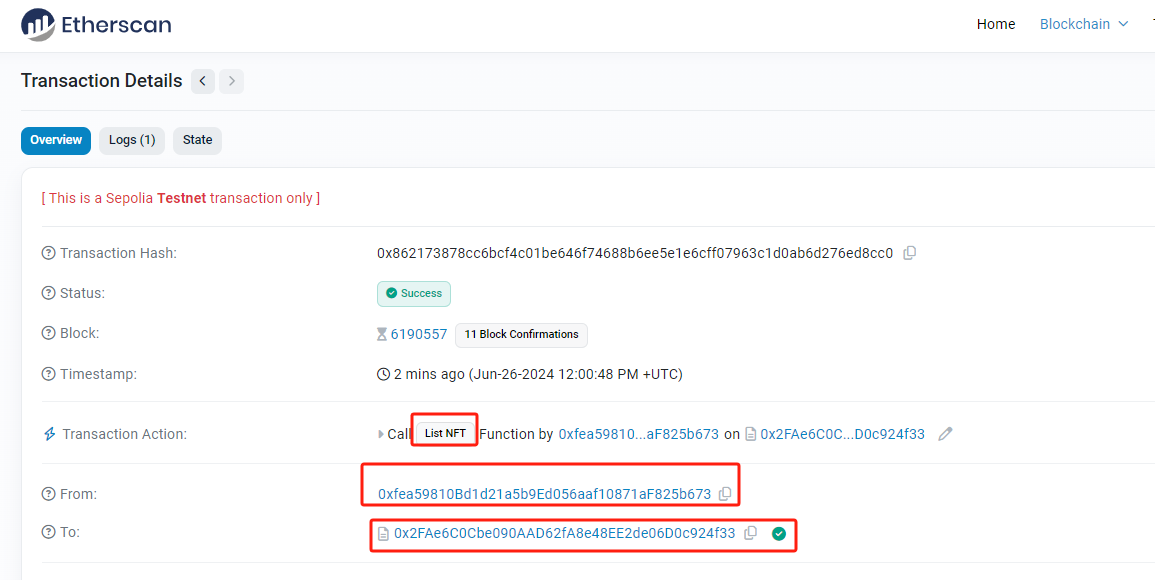 Etherscan
Home Blockchain
Transaction Details
Overview Logs (1) State
[ This is a Sepolia Testnet transaction only ]
Transaction Hash: 0x862173878cc6bcf4c01be646f74688b6ee5e1e6cff07963c1d0ab6d276ed8cc0
Status: Success
Block: 6190557 11 Block Confirmations
Timestamp: 2 mins ago (Jun-26-2024 12:00:48 PM +UTC)
Transaction Action: Call List NFT Function by 0xfea59810...aF825b673 on 0x2FAe6C0C...D0c924f33
From: 0xfea59810Bd1d21a5b9Ed056aaf10871aF825b673
To: 0x2FAe6C0Cbe090AAD62fA8e48EE2de06D0c924f33